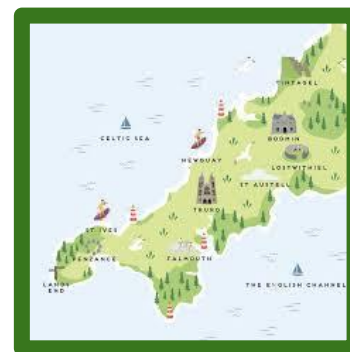 TINTAGEL
CELTIC SEA
BODMIN
NEWQUAY
LOSTWITHIEL
ST AUSTELL
TRURO
ST IVES
PENZANCE
FALMOUTH
LANDS
END
THE ENGLISH CHANNEL